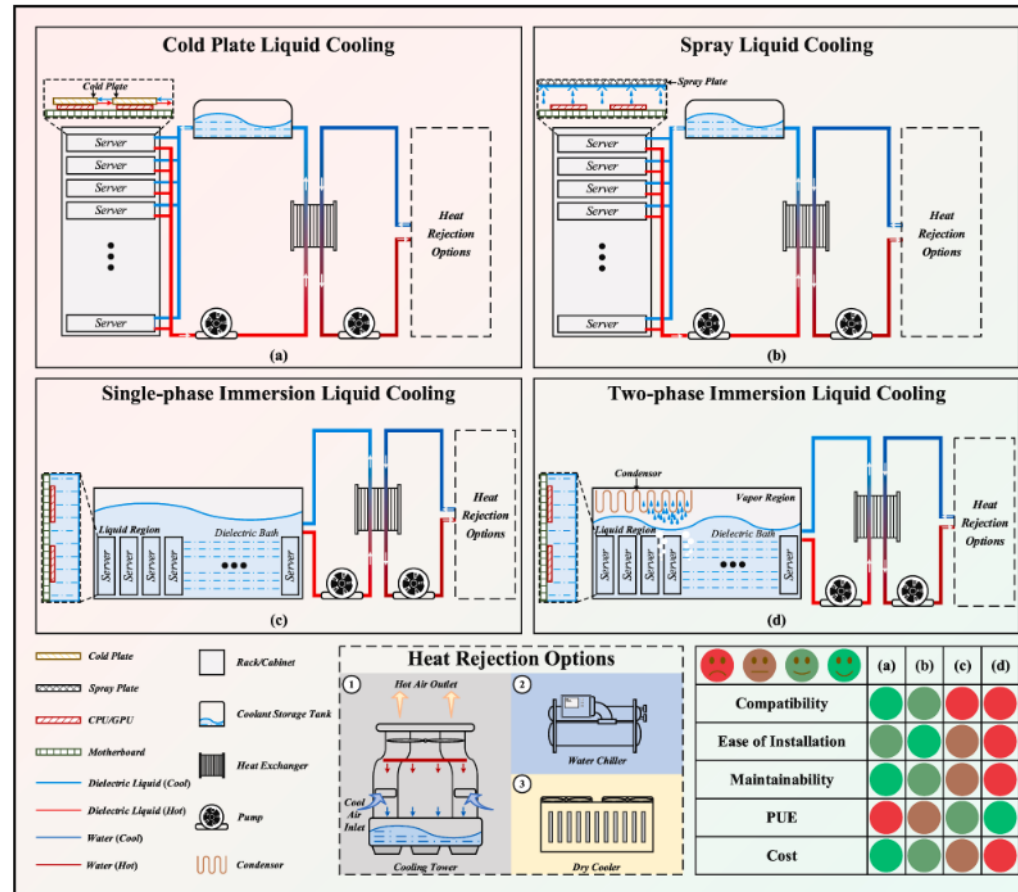 Cold Plate Liquid Cooling
Cold Plate
Server
Server
Server
Server
Server
Heat
Rejection
Options
(a)
Spray Liquid Cooling
Spray Plate
Server
Server
Server
Server
Server
Heat
Rejection
Options
(b)
Single-phase Immersion Liquid Cooling
Liquid Region
Dielectric Bath
Server
Server
Server
Server
Server
Heat
Rejection
Options
(c)
Two-phase Immersion Liquid Cooling
Condensor
Vapor Region
Liquid Region
Dielectric Bath
Server
Server
Server
Server
Server
Heat
Rejection
Options
(d)
Cold Plate
Spray Plate
CPU/GPU
Motherboard
Dielectric Liquid (Cool)
Dielectric Liquid (Hot)
Water (Cool)
Water (Hot)
Rack/Cabinet
Coolant Storage Tank
Heat Exchanger
Pump
Condensor
Heat Rejection Options
1
Hot Air Outlet
Cool
Air
Inlet
Cooling Tower
2
Water Chiller
3
Dry Cooler
(a) (b) (c) (d)
Compatibility
Ease of Installation
Maintainability
PUE
Cost